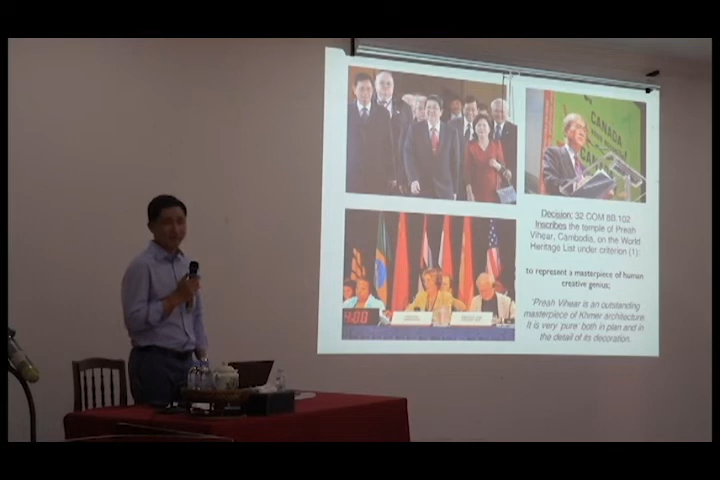 CANADA
CANADA
Decision: 32 COM 8B.102
Inscribes the temple of Preah
Vihear, Cambodia, on the World
Heritage List under criterion (1):
to represent a masterpiece of human
creative genius;
'Preah Vihear is an outstanding
masterpiece of Khmer architecture.
It is very 'pure' both in plan and in
the detail of its decoration.
4:00